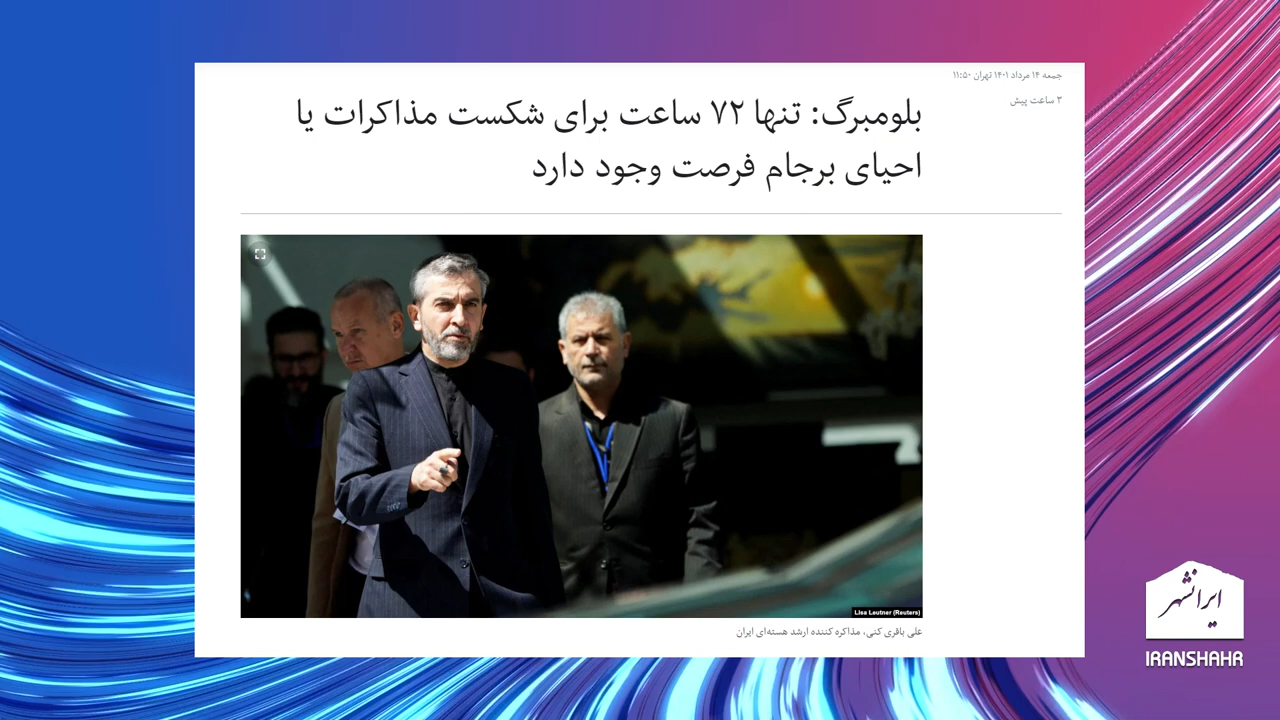 جمعه ۱۴ مرداد ۱۴۰۱ تهران ۱۱:۵۰
۳ ساعت پیش
بلومبرگ: تنها ۷۲ ساعت برای شکست مذاکرات یا
احیای برجام فرصت وجود دارد
Lisa Leutner (Reuters)
علی باقری کنی، مذاکره کننده ارشد هسته‌ای ایران
ایرانشهر
IRANSHAHR